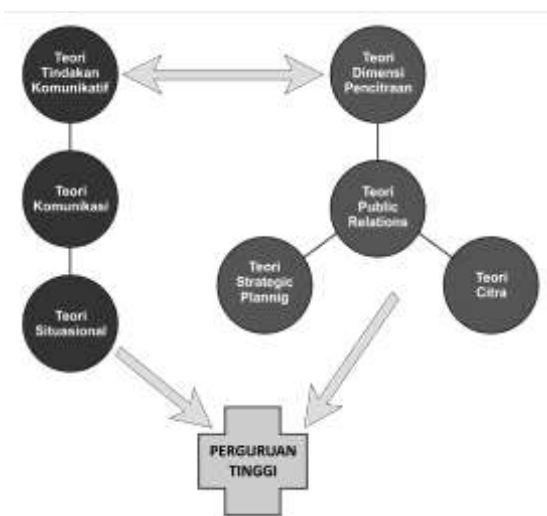 Teori
Tindakan
Komunikatif
Teori
Dimensi
Pencitraan
Teori
Komunikasi
Teori
Public
Relations
Teori
Strategic
Plannig
Teori
Citra
Teori
Situasional
PERGURUAN
TINGGI